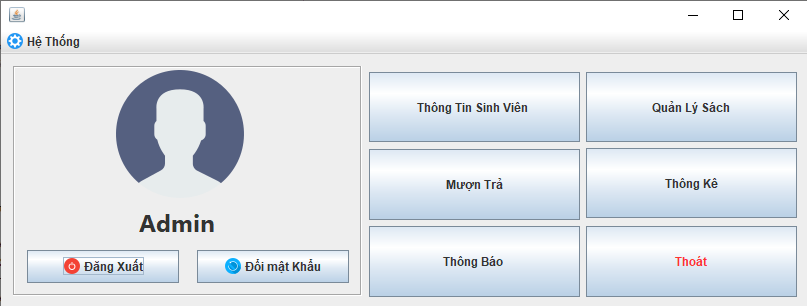 Hệ Thống
Admin
Đăng Xuất
Đổi mật Khẩu
Thông Tin Sinh Viên
Quản Lý Sách
Mượn Trả
Thông Kê
Thông Báo
Thoát